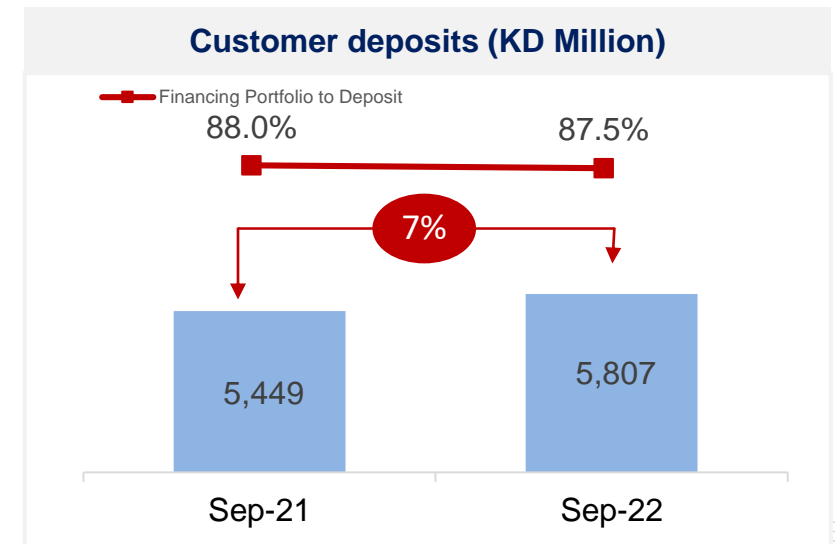 Customer deposits (KD Million)
Financing Portfolio to Deposit
88.0%
87.5%
7%
5,449
5,807
Sep-21
Sep-22